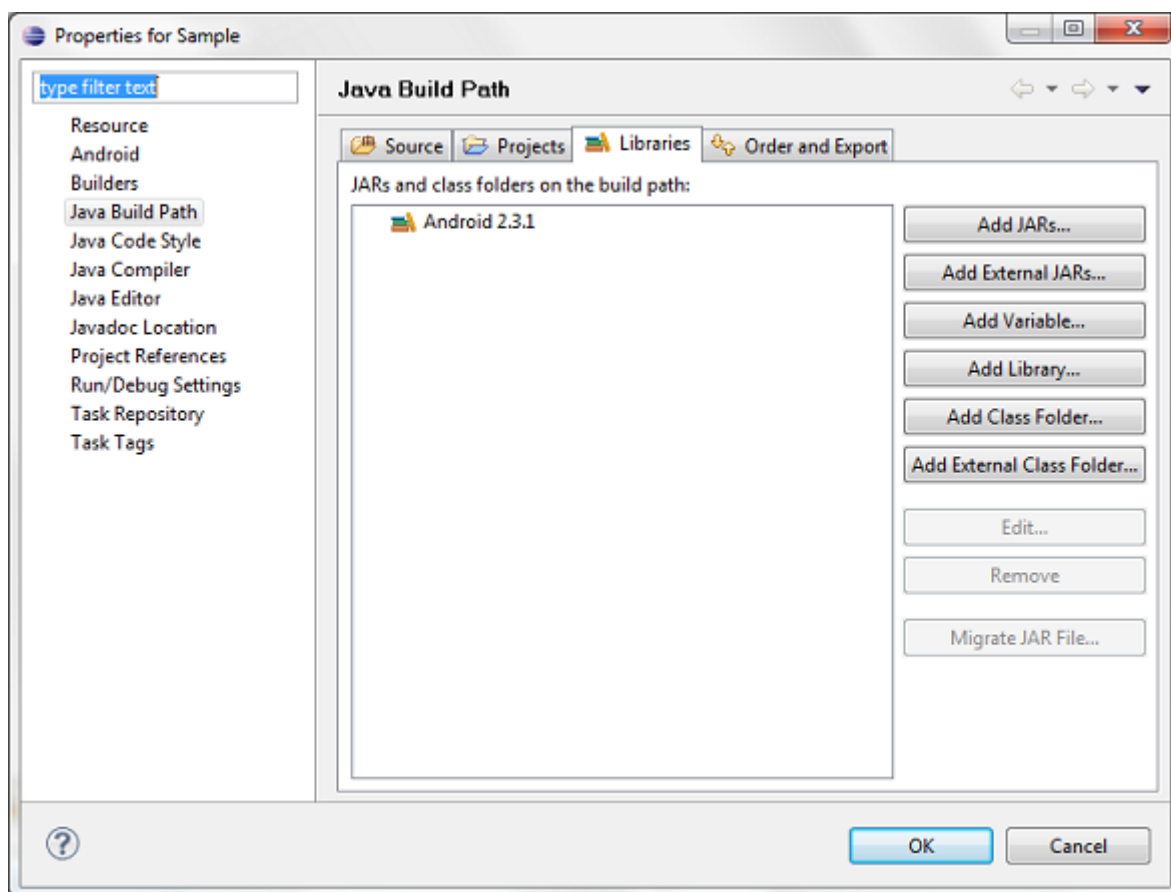 Properties for Sample
type filter text
Resource
Android
Builders
Java Build Path
Java Code Style
Java Compiler
Java Editor
Javadoc Location
Project References
Run/Debug Settings
Task Repository
Task Tags
Java Build Path
Source Projects Libraries Order and Export
JARs and class folders on the build path:
Android 2.3.1
Add JARs...
Add External JARs...
Add Variable...
Add Library...
Add Class Folder...
Add External Class Folder...
Edit...
Remove
Migrate JAR File...
?
OK Cancel